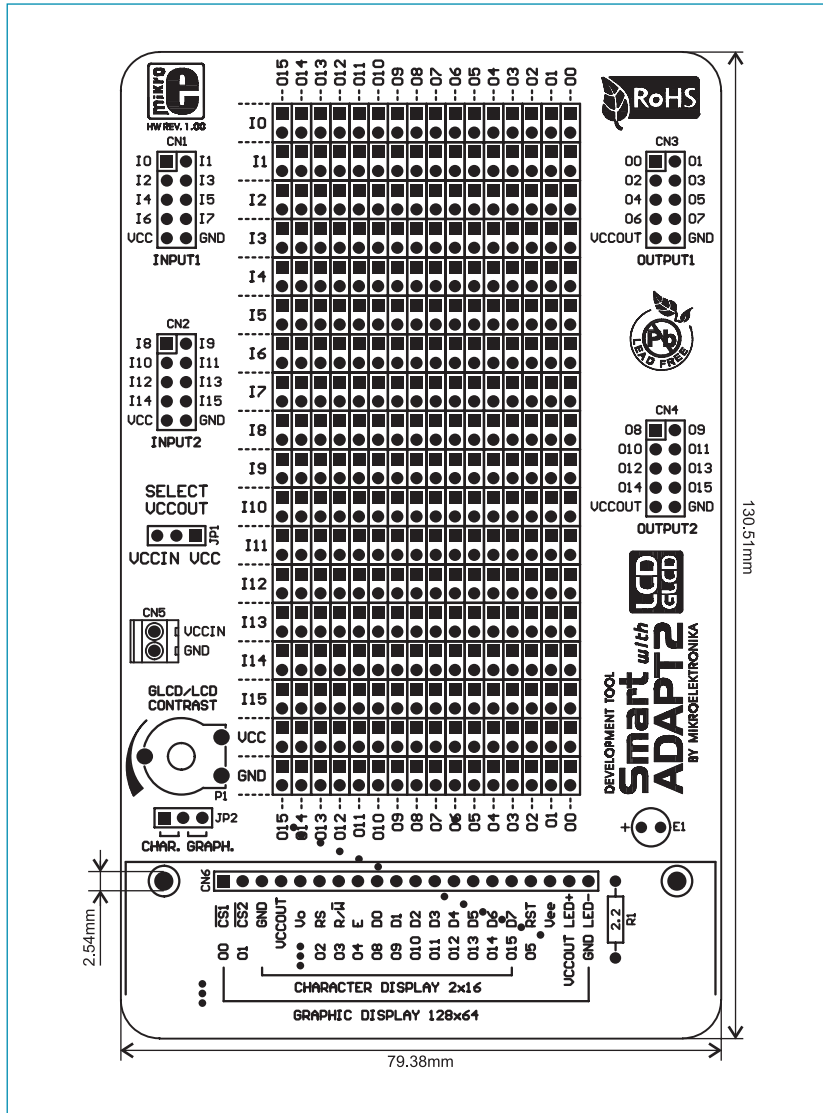 mikro
e
HW REV. 1.00
RoHS
O15 O14 O13 O12 O11 O10 O9 O8 O7 O6 O5 O4 O3 O2 O1 O0
I0
I1
I2
I3
I4
I5
I6
I7
I8
I9
I10
I11
I12
I13
I14
I15
VCC
GND
O15 O14 O13 O12 O11 O10 O9 O8 O7 O6 O5 O4 O3 O2 O1 O0
CN1
I0 I1
I2 I3
I4 I5
I6 I7
VCC GND
INPUT1
CN2
I8 I9
I10 I11
I12 I13
I14 I15
VCC GND
INPUT2
SELECT
VCCOUT
JP1
VCCIN VCC
CN5
VCCIN
GND
GLCD/LCD
CONTRAST
P1
JP2
CHAR. GRAPH.
CN3
O0 O1
O2 O3
O4 O5
O6 O7
VCCOUT GND
OUTPUT1
Pb
LEAD FREE
CN4
O8 O9
O10 O11
O12 O13
O14 O15
VCCOUT GND
OUTPUT2
LCD
GLCD
DEVELOPMENT TOOL
Smart with
ADAPT2
BY MIKROELEKTRONIKA
+ E1
130.51mm
CN6
O0 CS1
O1 CS2
GND
VCCOUT
Vo
O2 RS
O3 R/W
O4 E
O8 D0
O9 D1
O10 D2
O11 D3
O12 D4
O13 D5
O14 D6
O15 D7
O5 RST
Vee
VCCOUT LED+
GND LED-
2.2
R1
CHARACTER DISPLAY 2x16
GRAPHIC DISPLAY 128x64
2.54mm
79.38mm